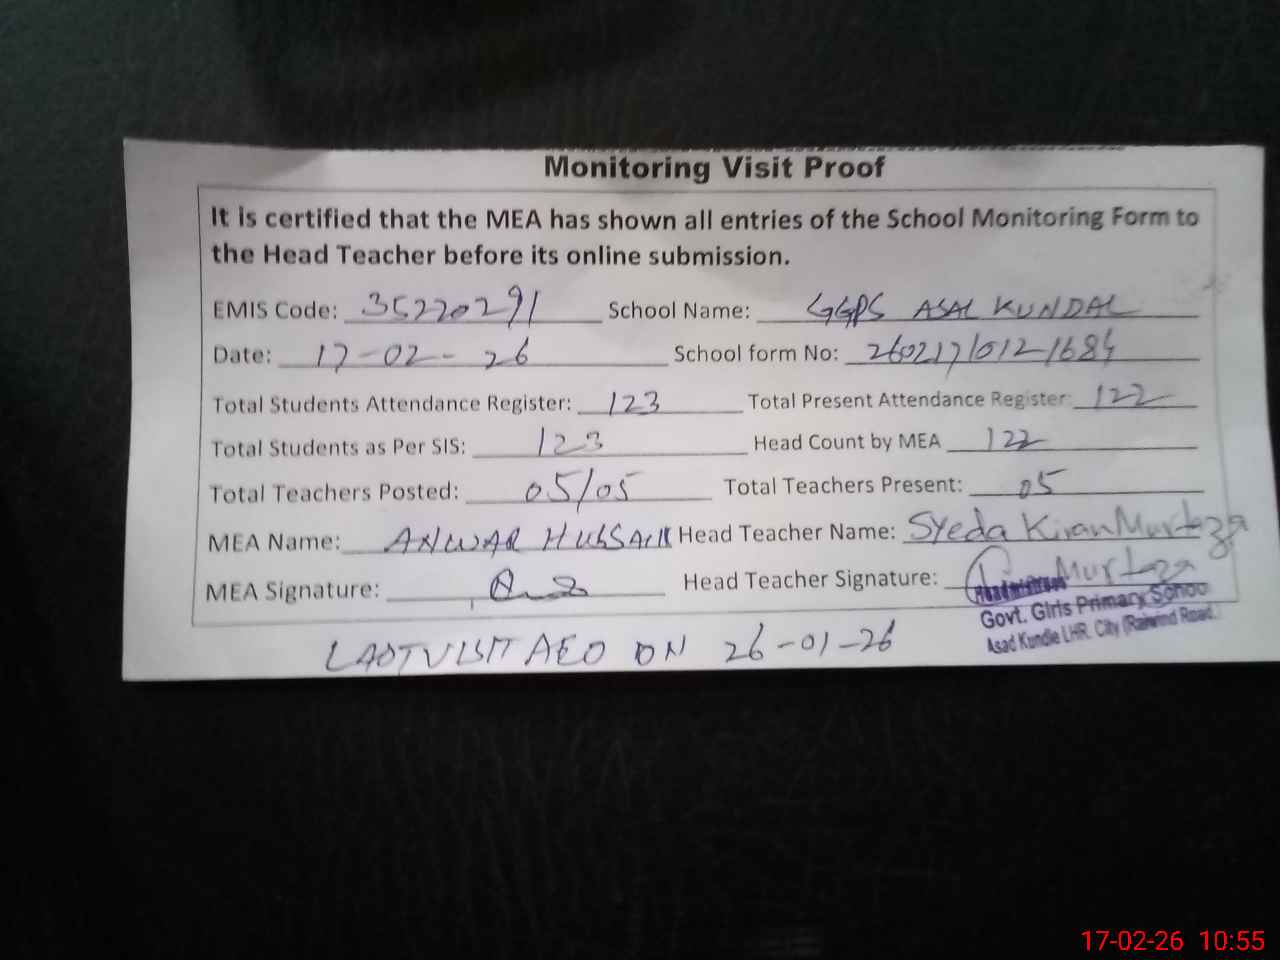 Monitoring Visit Proof
It is certified that the MEA has shown all entries of the School Monitoring Form to
the Head Teacher before its online submission.
EMIS Code: 35220291 School Name: GGPS ASAL KUNDAL
Date: 17-02-26 School form No: 26021710121684
Total Students Attendance Register: 123 Total Present Attendance Register: 122
Total Students as Per SIS: 123 Head Count by MEA 122
Total Teachers Posted: 05/05 Total Teachers Present: 05
MEA Name: ANWAR HUSSAIN Head Teacher Name: Syeda Kiran Murtaza
MEA Signature: Head Teacher Signature: Murtaza
Govt. Girls Primary School
Asad Kundle LHR. City (Raiwind Road.
LAST VISIT AEO ON 26-01-26
17-02-26 10:55